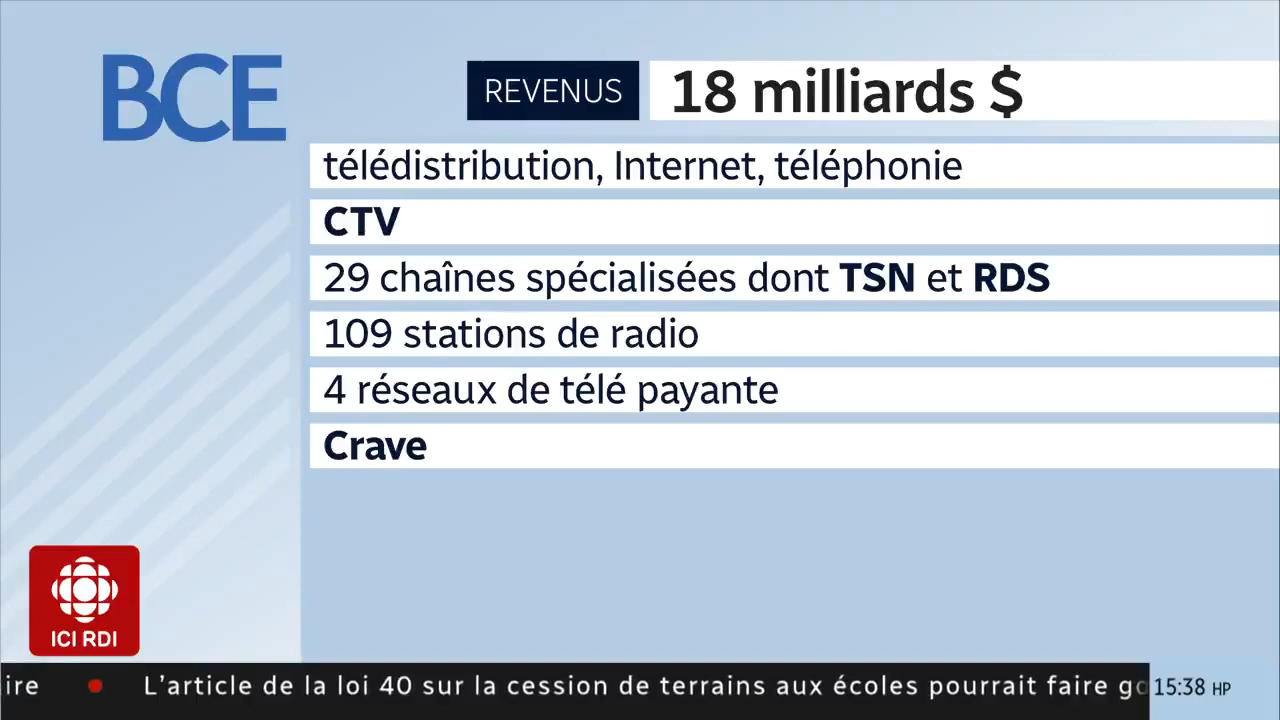 BCE
REVENUS 18 milliards $
télédistribution, Internet, téléphonie
CTV
29 chaînes spécialisées dont TSN et RDS
109 stations de radio
4 réseaux de télé payante
Crave
ICI RDI
ire • L'article de la loi 40 sur la cession de terrains aux écoles pourrait faire go 15:38 HP